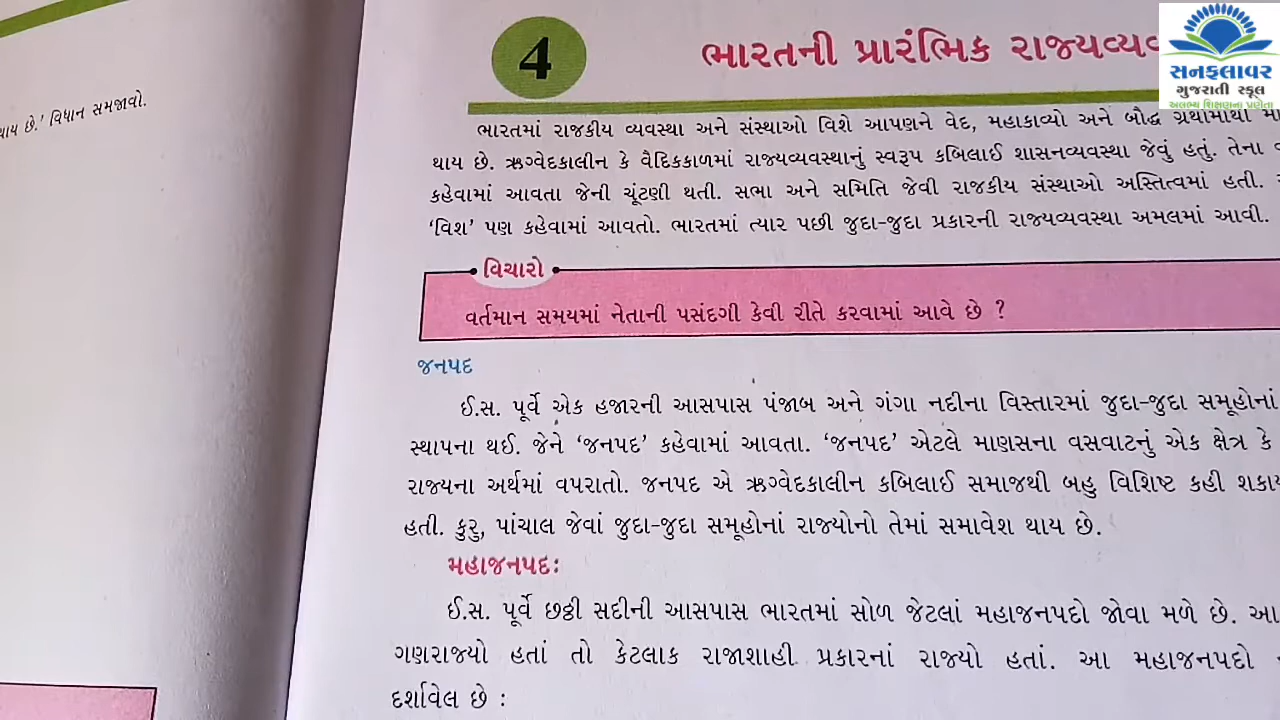 થાય છે.' વિધાન સમજાવો.
4
ભારતની પ્રારંભિક
સનફલાવર
ગુજરાતી સ્કૂલ
અલભ્ય શિક્ષણના પ્રણેતા
ભારતમાં રાજકીય વ્યવસ્થા અને સંસ્થાઓ વિશે આપણને વેદ, મહાકાવ્યો અને બૌદ્ધ ગ્રંથોમાંથી
થાય છે. ઋગ્વેદકાલીન કે વૈદિકકાળમાં રાજ્યવ્યવસ્થાનું સ્વરૂપ કબિલાઈ શાસનવ્યવસ્થા જેવું હતું. તેના
કહેવામાં આવતા જેની ચૂંટણી થતી. સભા અને સમિતિ જેવી રાજકીય સંસ્થાઓ અસ્તિત્વમાં હતી.
‘વિશ’ પણ કહેવામાં આવતો. ભારતમાં ત્યાર પછી જુદા-જુદા પ્રકારની રાજ્યવ્યવસ્થા અમલમાં આવી.
વિચારો
વર્તમાન સમયમાં નેતાની પસંદગી કેવી રીતે કરવામાં આવે છે ?
જનપદ
ઈ.સ. પૂર્વે એક હજારની આસપાસ પંજાબ અને ગંગા નદીના વિસ્તારમાં જુદા-જુદા સમૂહોનાં
સ્થાપના થઈ. જેને ‘જનપદ’ કહેવામાં આવતા. ‘જનપદ’ એટલે માણસના વસવાટનું એક ક્ષેત્ર કે
રાજ્યના અર્થમાં વપરાતો. જનપદ એ ઋગ્વેદકાલીન કબિલાઈ સમાજથી બહુ વિશિષ્ટ કહી
હતી. કુરુ, પાંચાલ જેવાં જુદા-જુદા સમૂહોનાં રાજ્યોનો તેમાં સમાવેશ થાય છે.
મહાજનપદ:
ઈ.સ. પૂર્વે છઠ્ઠી સદીની આસપાસ ભારતમાં સોળ જેટલાં મહાજનપદો જોવા મળે છે. આ
ગણરાજ્યો હતાં તો કેટલાક રાજાશાહી પ્રકારનાં રાજ્યો હતાં. આ મહાજનપદો
દર્શાવેલ છે :